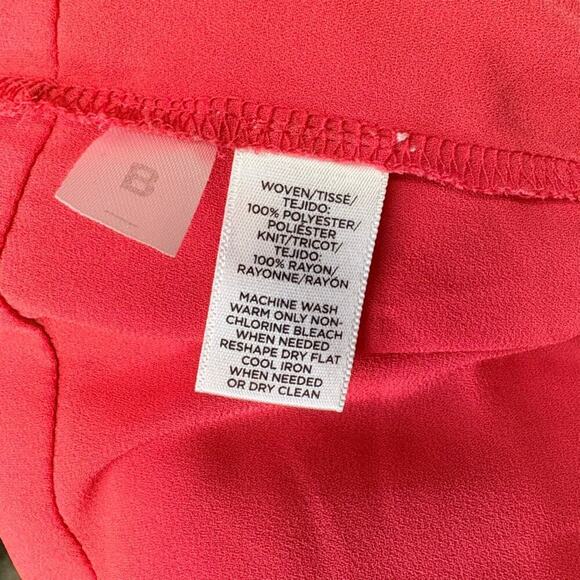 B
WOVEN/TISSÉ/
TEJIDO:
100% POLYESTER/
POLIÉSTER
KNIT/TRICOT/
TEJIDO:
100% RAYON/
RAYONNE/RAYÓN
MACHINE WASH
WARM ONLY NON-
CHLORINE BLEACH
WHEN NEEDED
RESHAPE DRY FLAT
COOL IRON
WHEN NEEDED
OR DRY CLEAN